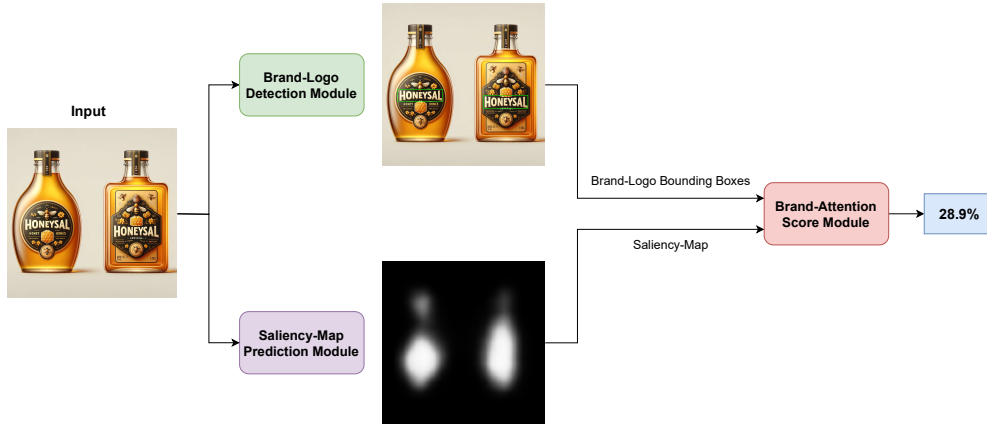 Input
HONEYSAL
HONEY
HONEYSAL
Brand-Logo
Detection Module
HONEYSAL
HONEYSAL
Brand-Logo Bounding Boxes
Saliency-Map
Brand-Attention
Score Module
28.9%
Saliency-Map
Prediction Module